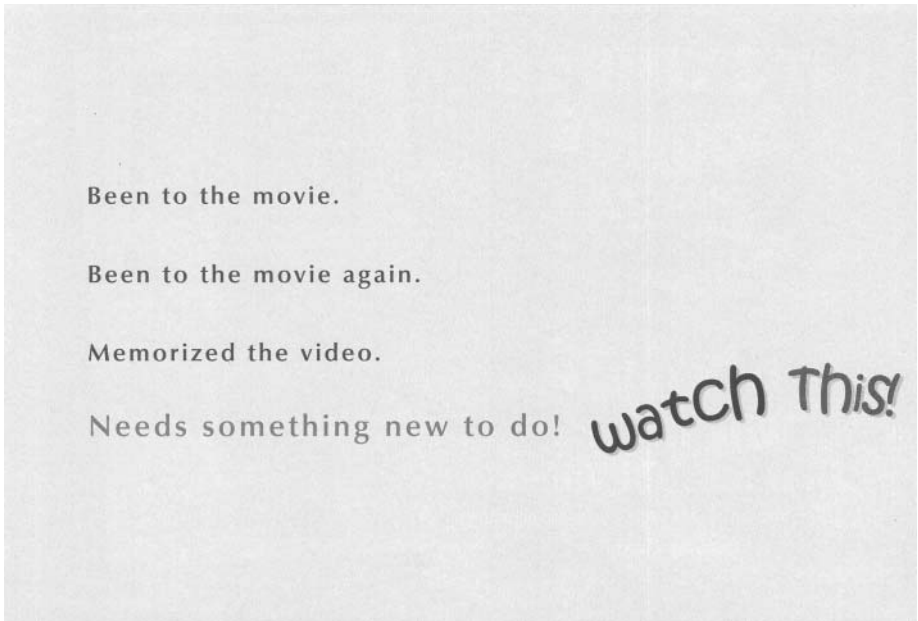 Been to the movie.
Been to the movie again.
Memorized the video.
Needs something new to do!
watch This!